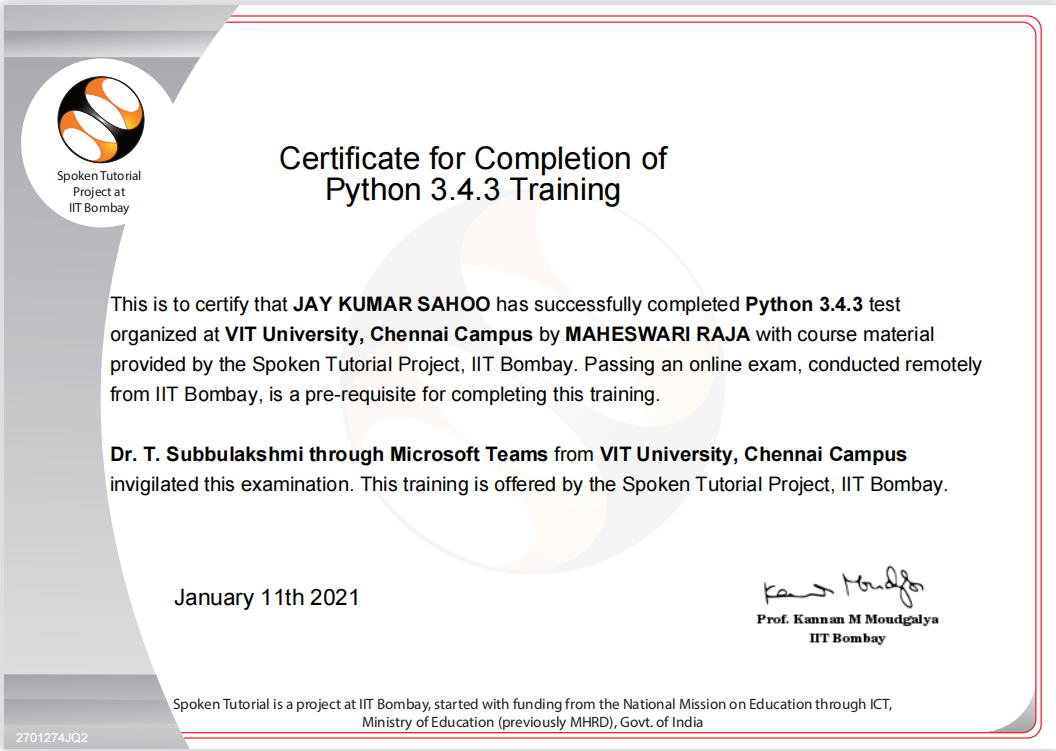 Spoken Tutorial
Project at
IIT Bombay
Certificate for Completion of
Python 3.4.3 Training
This is to certify that JAY KUMAR SAHOO has successfully completed Python 3.4.3 test
organized at VIT University, Chennai Campus by MAHESWARI RAJA with course material
provided by the Spoken Tutorial Project, IIT Bombay. Passing an online exam, conducted remotely
from IIT Bombay, is a pre-requisite for completing this training.
Dr. T. Subbulakshmi through Microsoft Teams from VIT University, Chennai Campus
invigilated this examination. This training is offered by the Spoken Tutorial Project, IIT Bombay.
January 11th 2021
Prof. Kannan M Moudgalya
IIT Bombay
Spoken Tutorial is a project at IIT Bombay, started with funding from the National Mission on Education through ICT,
Ministry of Education (previously MHRD), Govt. of India
2701274JQ2